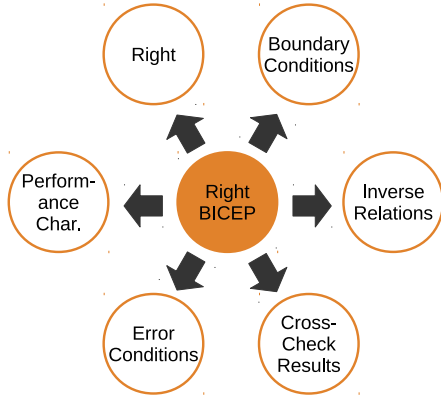 Right
Boundary
Conditions
Perform-
ance
Char.
Right
BICEP
Inverse
Relations
Error
Conditions
Cross-
Check
Results